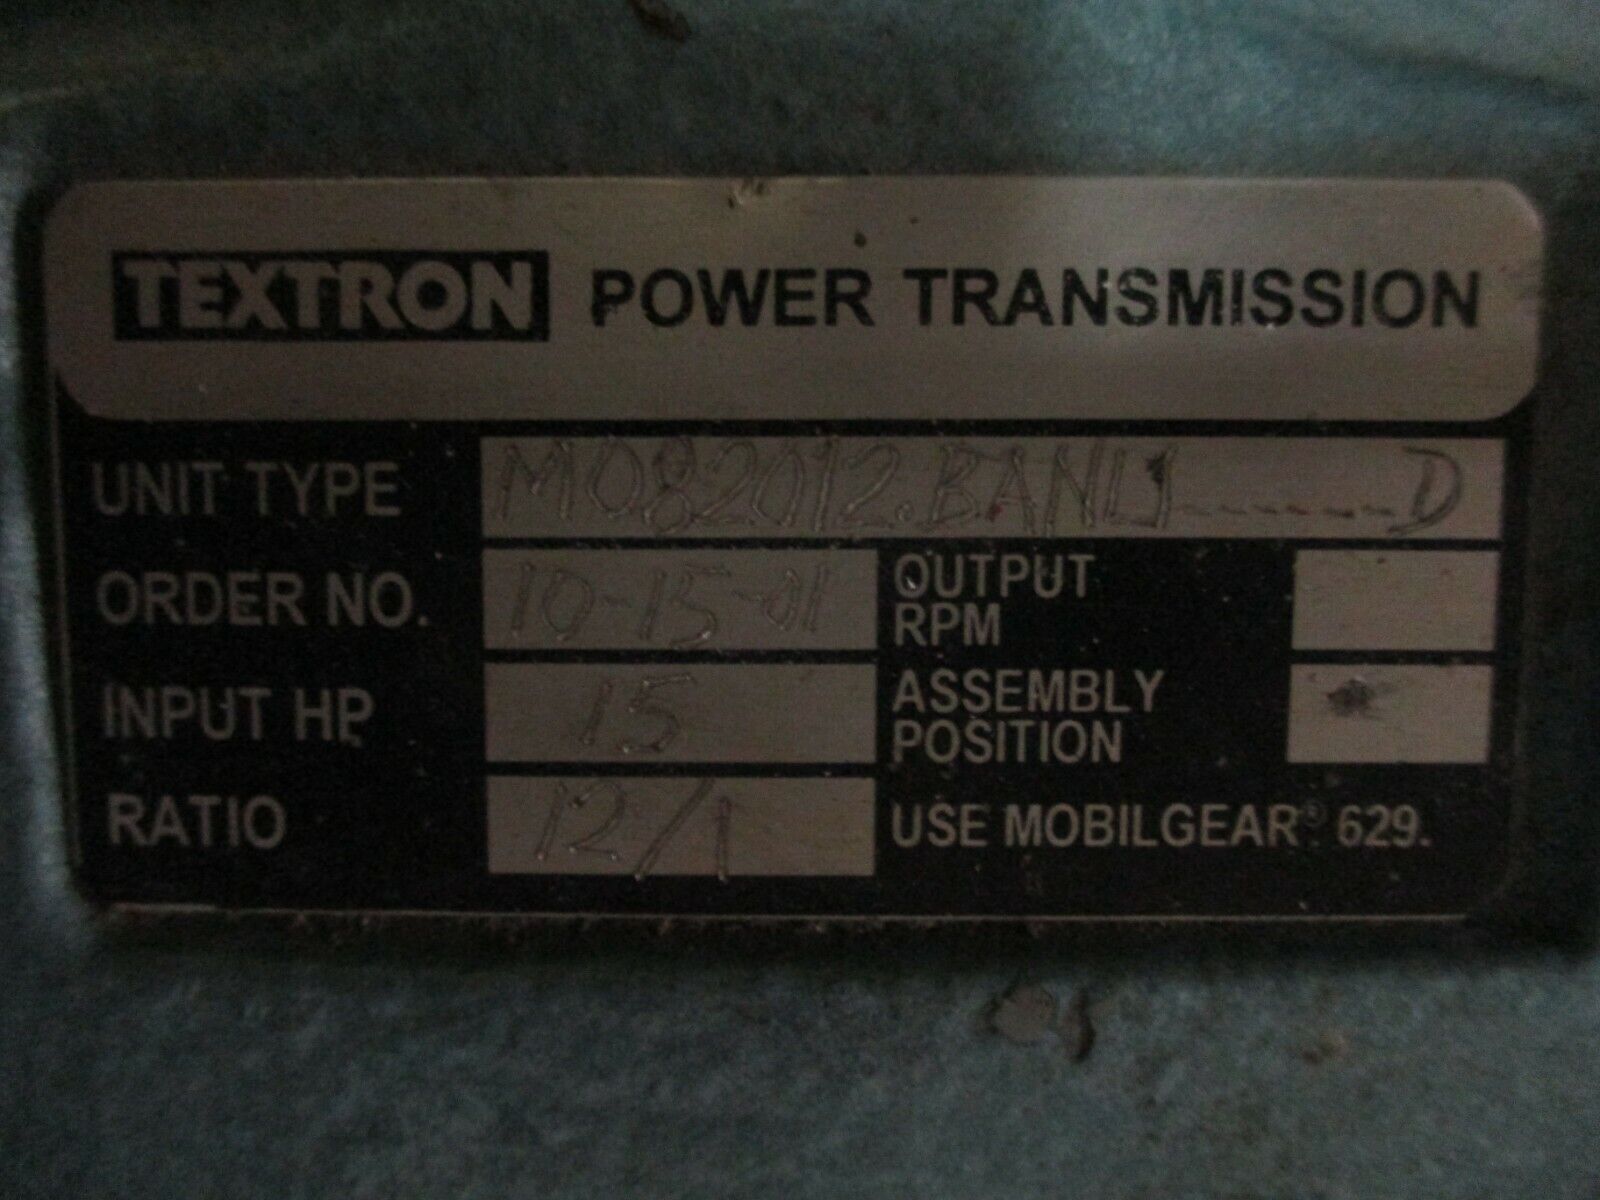 TEXTRON POWER TRANSMISSION
UNIT TYPE M082012.BANU.......D
ORDER NO. 10-15-01 OUTPUT RPM
INPUT HP 15 ASSEMBLY POSITION
RATIO 12/1 USE MOBILGEAR® 629.